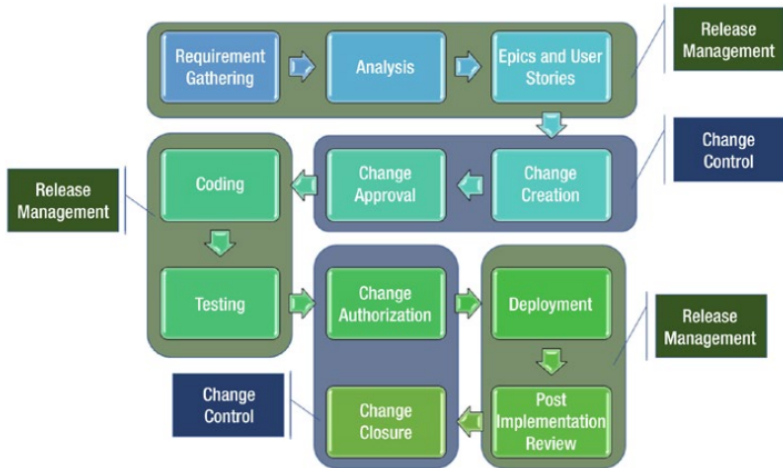 Requirement
Gathering
Analysis
Epics and User
Stories
Release
Management
Change
Control
Change
Creation
Change
Approval
Coding
Release
Management
Testing
Change
Authorization
Deployment
Release
Management
Post
Implementation
Review
Change
Closure
Change
Control